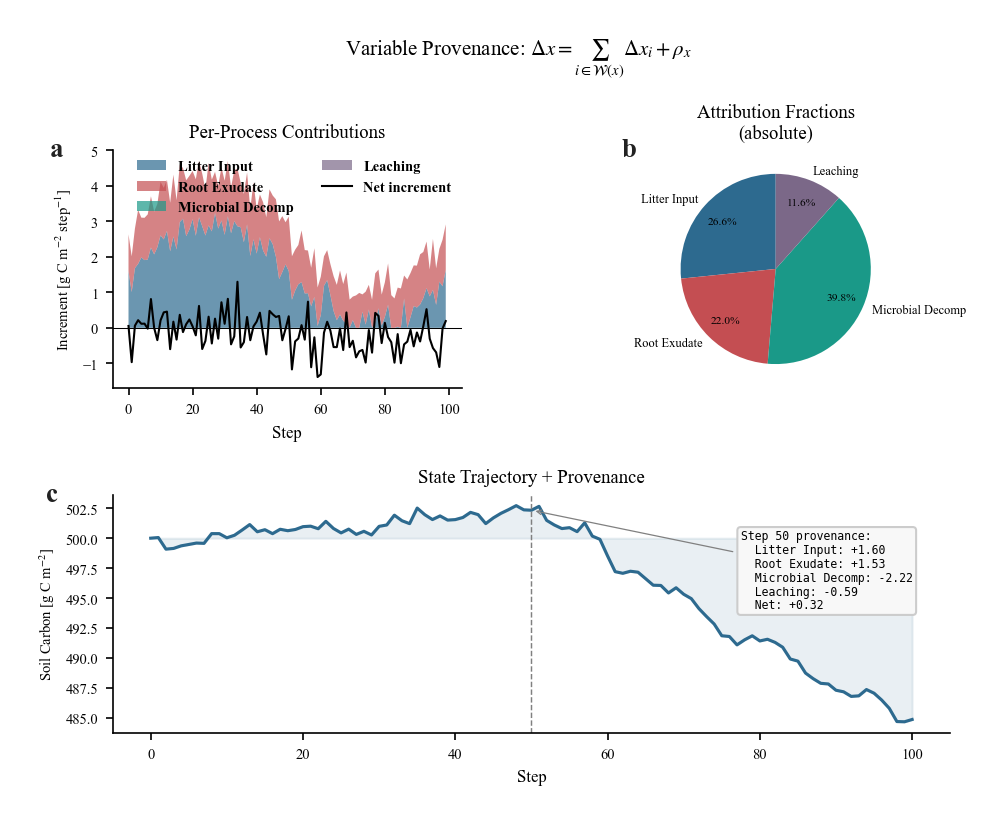 Variable Provenance: Δx = ∑ Δxᵢ + ρₓ
i ∈ 𝒲(x)
a
Per-Process Contributions
Litter Input
Root Exudate
Microbial Decomp
Leaching
Net increment
Increment [g C m⁻² step⁻¹]
5
4
3
2
1
0
−1
0 20 40 60 80 100
Step
b
Attribution Fractions
(absolute)
Leaching
Litter Input
11.6%
26.6%
39.8%
Microbial Decomp
22.0%
Root Exudate
c
State Trajectory + Provenance
Soil Carbon [g C m⁻²]
502.5
500.0
497.5
495.0
492.5
490.0
487.5
485.0
Step 50 provenance:
Litter Input: +1.60
Root Exudate: +1.53
Microbial Decomp: -2.22
Leaching: -0.59
Net: +0.32
0 20 40 60 80 100
Step